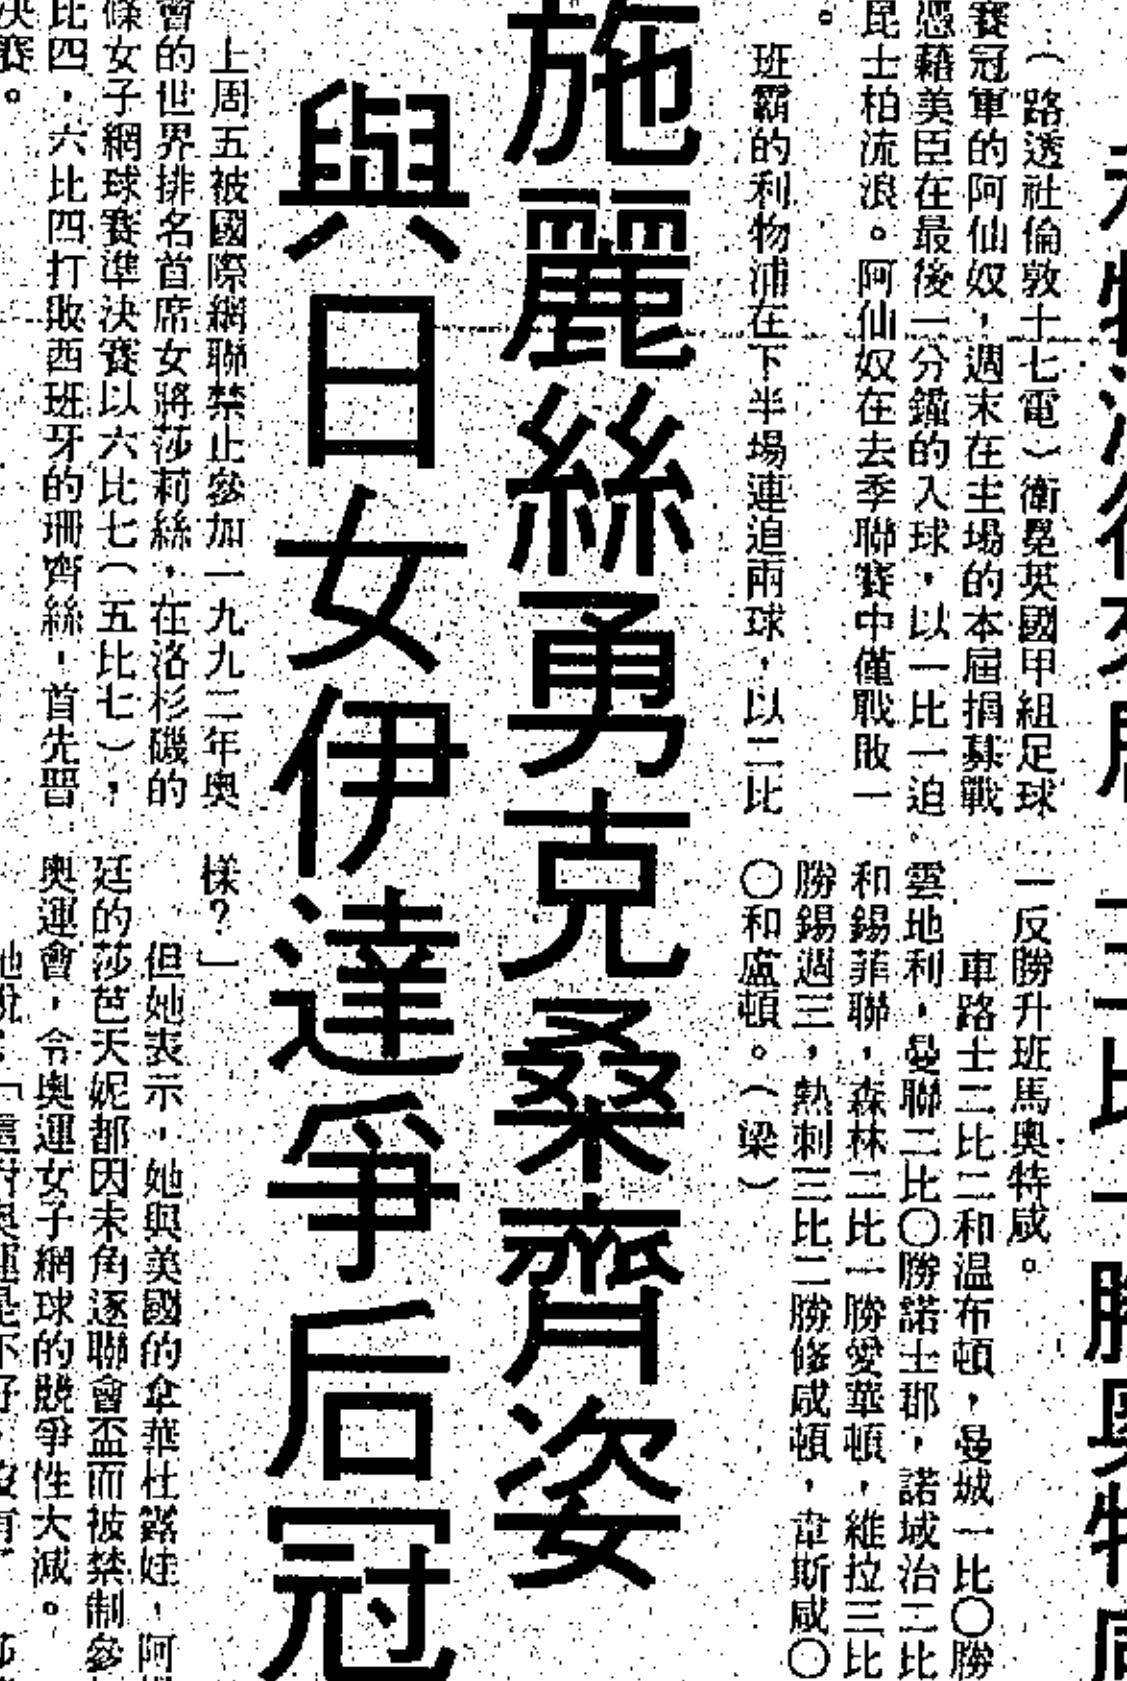 （路透社倫敦十七電）衛冕英國甲組足球
賽冠軍的阿仙奴，週末在主場的本屆揭幕戰
憑藉美臣在最後一分鐘的入球，以一比一迫
昆士柏流浪。阿仙奴在去季聯賽中僅戰敗一
。
班霸的利物浦在下半場連追兩球，以二比
一反勝升班馬奧特咸。
車路士二比二和温布頓，曼城一比〇勝
雲地利，曼聯二比〇勝諾士郡，諾域治二比
和錫菲聯，森林二比一勝愛華頓，維拉三比
勝錫週三，熱刺三比二勝修咸頓，韋斯咸〇
〇和盧頓。（梁）
施麗絲勇克桑齊姿
與日女伊達爭后冠
上周五被國際網聯禁止參加一九九二年奧
會的世界排名首席女將莎莉絲，在洛杉磯的
條女子網球賽準決賽以六比七（五比七），
比四，六比四打敗西班牙的珊齊絲，首先晉
決賽。
樣？」
但她表示，她與美國的金華杜露娃，阿
廷的莎芭天妮都因未角逐聯會盃而被禁制參
奧運會，令奧運女子網球的競爭性大減。